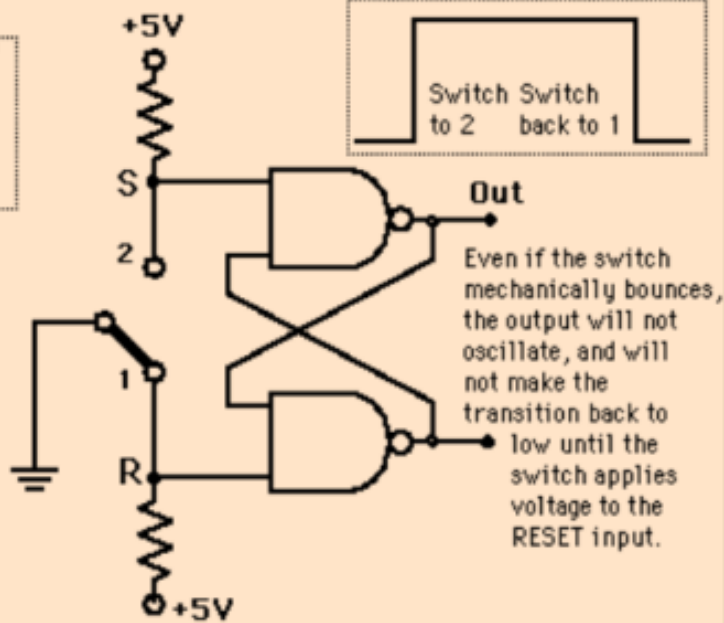 +5V
Switch Switch
to 2 back to 1
S
Out
2
Even if the switch
mechanically bounces,
the output will not
oscillate, and will
not make the
transition back to
low until the
switch applies
voltage to the
RESET input.
1
R
+5V